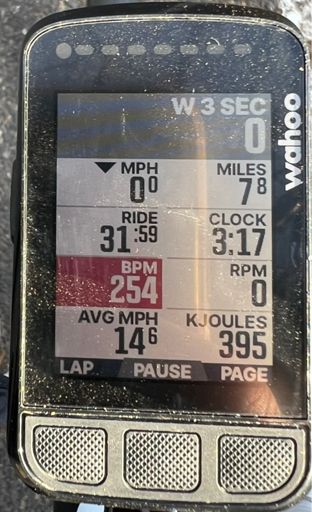 W 3 SEC
0
wahoo
MPH MILES
0⁰ 7⁸
RIDE CLOCK
31:59 3:17
BPM RPM
254 0
AVG MPH KJOULES
14⁶ 395
LAP PAUSE PAGE